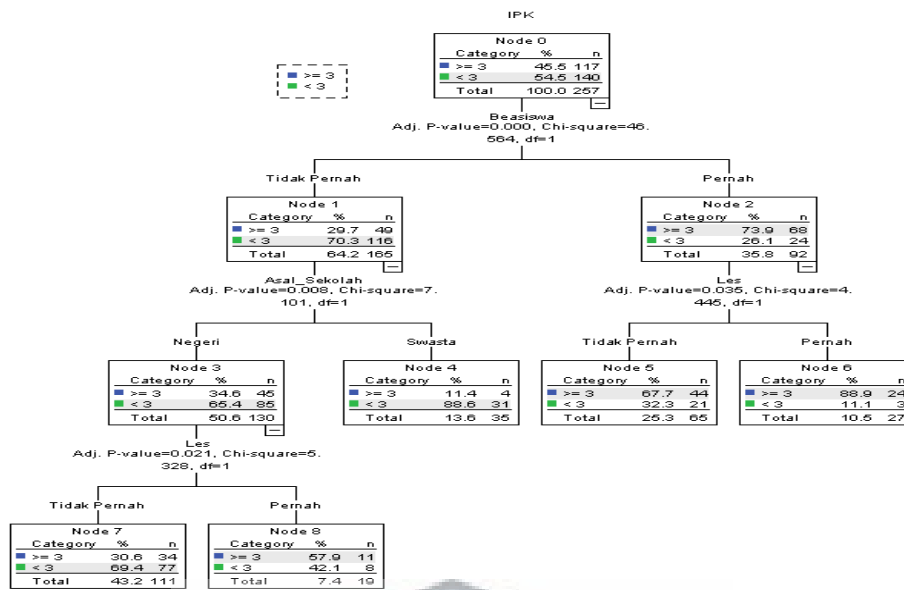 IPK
>= 3
< 3
Node 0
Category % n
>= 3 45.5 117
< 3 54.5 140
Total 100.0 257
Beasiswa
Adj. P-value=0.000, Chi-square=46.
564, df=1
Tidak Pernah
Pernah
Node 1
Category % n
>= 3 29.7 49
< 3 70.3 116
Total 64.2 165
Node 2
Category % n
>= 3 73.9 68
< 3 26.1 24
Total 35.8 92
Asal_Sekolah
Adj. P-value=0.008, Chi-square=7.
101, df=1
Les
Adj. P-value=0.035, Chi-square=4.
445, df=1
Negeri
Swasta
Tidak Pernah
Pernah
Node 3
Category % n
>= 3 34.6 45
< 3 65.4 85
Total 50.6 130
Node 4
Category % n
>= 3 11.4 4
< 3 88.6 31
Total 13.6 35
Node 5
Category % n
>= 3 67.7 44
< 3 32.3 21
Total 25.3 65
Node 6
Category % n
>= 3 88.9 24
< 3 11.1 3
Total 10.5 27
Les
Adj. P-value=0.021, Chi-square=5.
328, df=1
Tidak Pernah
Pernah
Node 7
Category % n
>= 3 30.6 34
< 3 69.4 77
Total 43.2 111
Node 8
Category % n
>= 3 57.9 11
< 3 42.1 8
Total 7.4 19